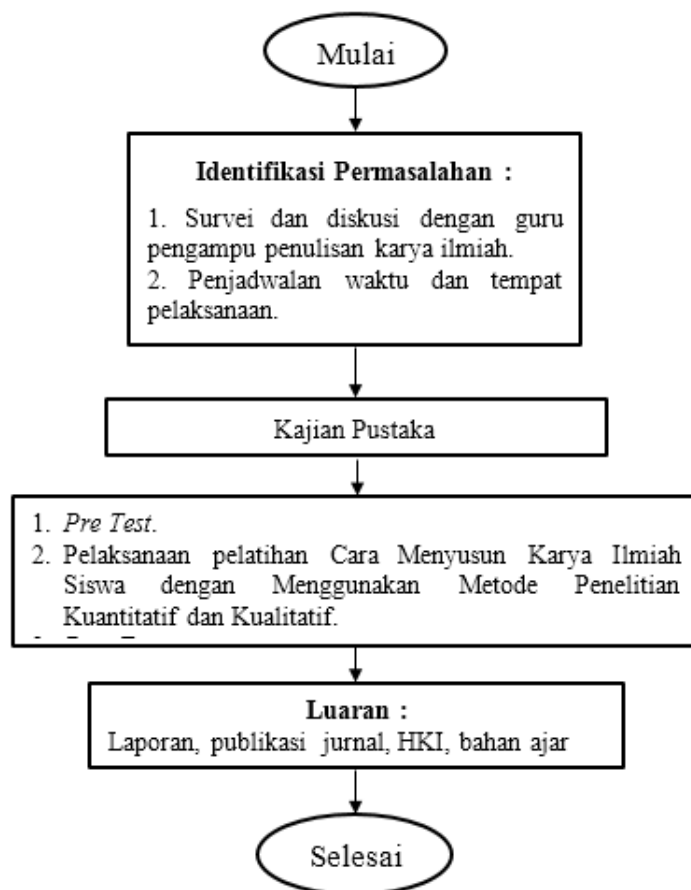 Mulai
Identifikasi Permasalahan :
1. Survei dan diskusi dengan guru
pengampu penulisan karya ilmiah.
2. Penjadwalan waktu dan tempat
pelaksanaan.
Kajian Pustaka
1. Pre Test.
2. Pelaksanaan pelatihan Cara Menyusun Karya Ilmiah
Siswa dengan Menggunakan Metode Penelitian
Kuantitatif dan Kualitatif.
Luaran :
Laporan, publikasi jurnal, HKI, bahan ajar
Selesai